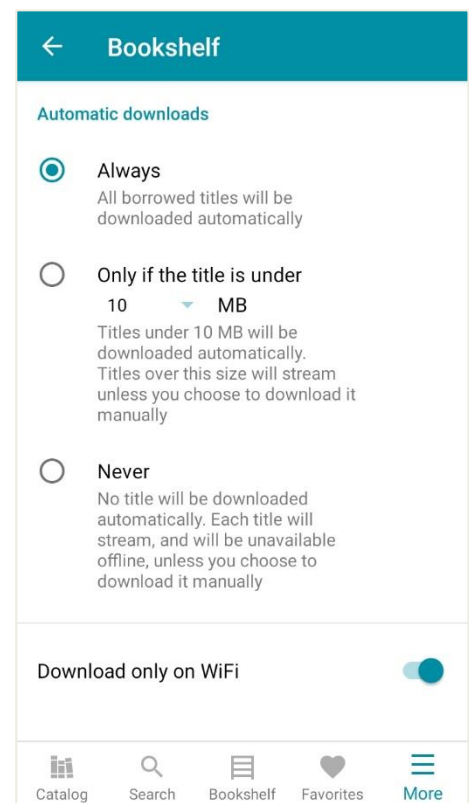 Bookshelf
Automatic downloads
Always
All borrowed titles will be
downloaded automatically
Only if the title is under
10 MB
Titles under 10 MB will be
downloaded automatically.
Titles over this size will stream
unless you choose to download it
manually
Never
No title will be downloaded
automatically. Each title will
stream, and will be unavailable
offline, unless you choose to
download it manually
Download only on WiFi
Catalog Search Bookshelf Favorites More